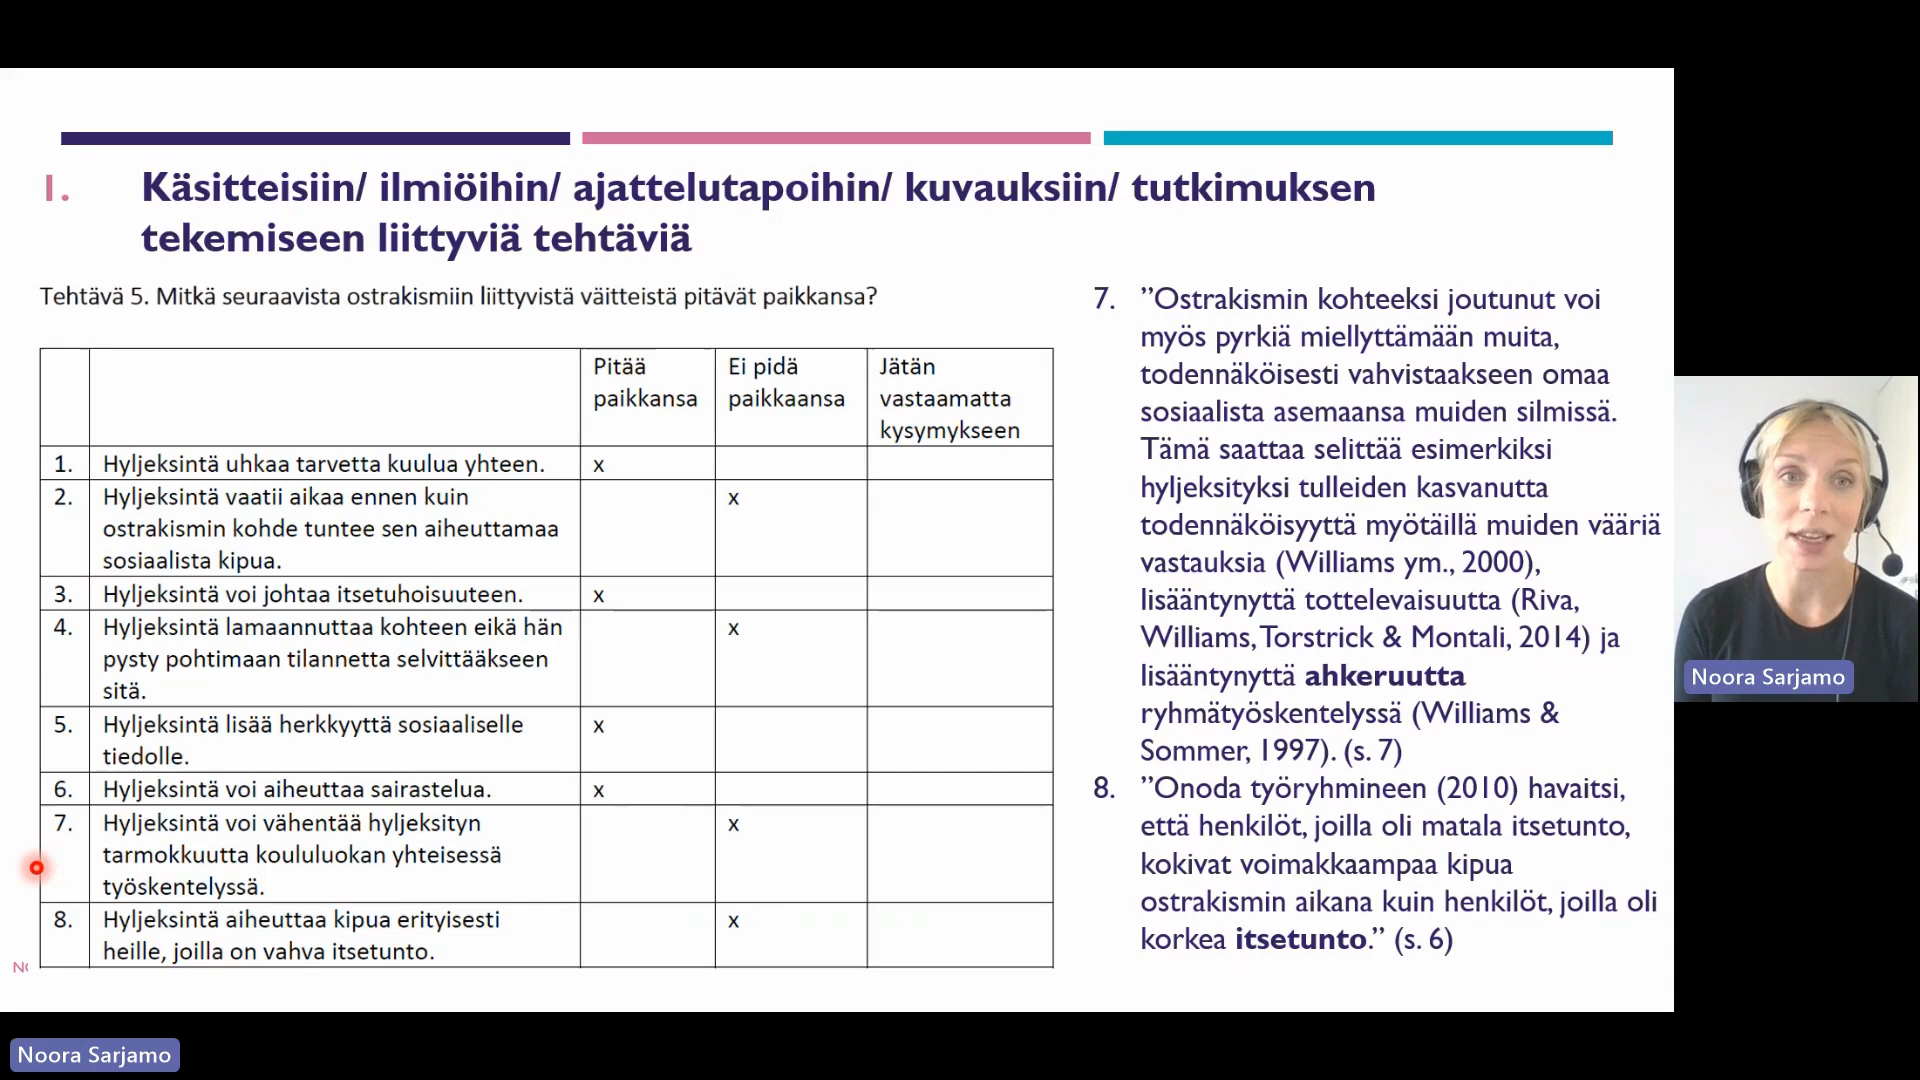 1. Käsitteisiin/ ilmiöihin/ ajattelutapoihin/ kuvauksiin/ tutkimuksen
tekemiseen liittyviä tehtäviä
Tehtävä 5. Mitkä seuraavista ostrakismiin liittyvistä väitteistä pitävät paikkansa?
Pitää
paikkansa
Ei pidä
paikkaansa
Jätän
vastaamatta
kysymykseen
1. Hyljeksintä uhkaa tarvetta kuulua yhteen. x
2. Hyljeksintä vaatii aikaa ennen kuin x
ostrakismin kohde tuntee sen aiheuttamaa
sosiaalista kipua.
3. Hyljeksintä voi johtaa itsetuhoisuuteen. x
4. Hyljeksintä lamaannuttaa kohteen eikä hän x
pysty pohtimaan tilannetta selvittääkseen
sitä.
5. Hyljeksintä lisää herkkyyttä sosiaaliselle x
tiedolle.
6. Hyljeksintä voi aiheuttaa sairastelua. x
7. Hyljeksintä voi vähentää hyljeksityn x
tarmokkuutta koululuokan yhteisessä
työskentelyssä.
8. Hyljeksintä aiheuttaa kipua erityisesti x
heille, joilla on vahva itsetunto.
7. ”Ostrakismin kohteeksi joutunut voi
myös pyrkiä miellyttämään muita,
todennäköisesti vahvistaakseen omaa
sosiaalista asemaansa muiden silmissä.
Tämä saattaa selittää esimerkiksi
hyljeksityksi tulleiden kasvanutta
todennäköisyyttä myötäillä muiden vääriä
vastauksia (Williams ym., 2000),
lisääntynyttä tottelevaisuutta (Riva,
Williams, Torstrick & Montali, 2014) ja
lisääntynyttä ahkeruutta
ryhmätyöskentelyssä (Williams &
Sommer, 1997). (s. 7)
8. ”Onoda työryhmineen (2010) havaitsi,
että henkilöt, joilla oli matala itsetunto,
kokivat voimakkaampaa kipua
ostrakismin aikana kuin henkilöt, joilla oli
korkea itsetunto.” (s. 6)
Noora Sarjamo
Noora Sarjamo